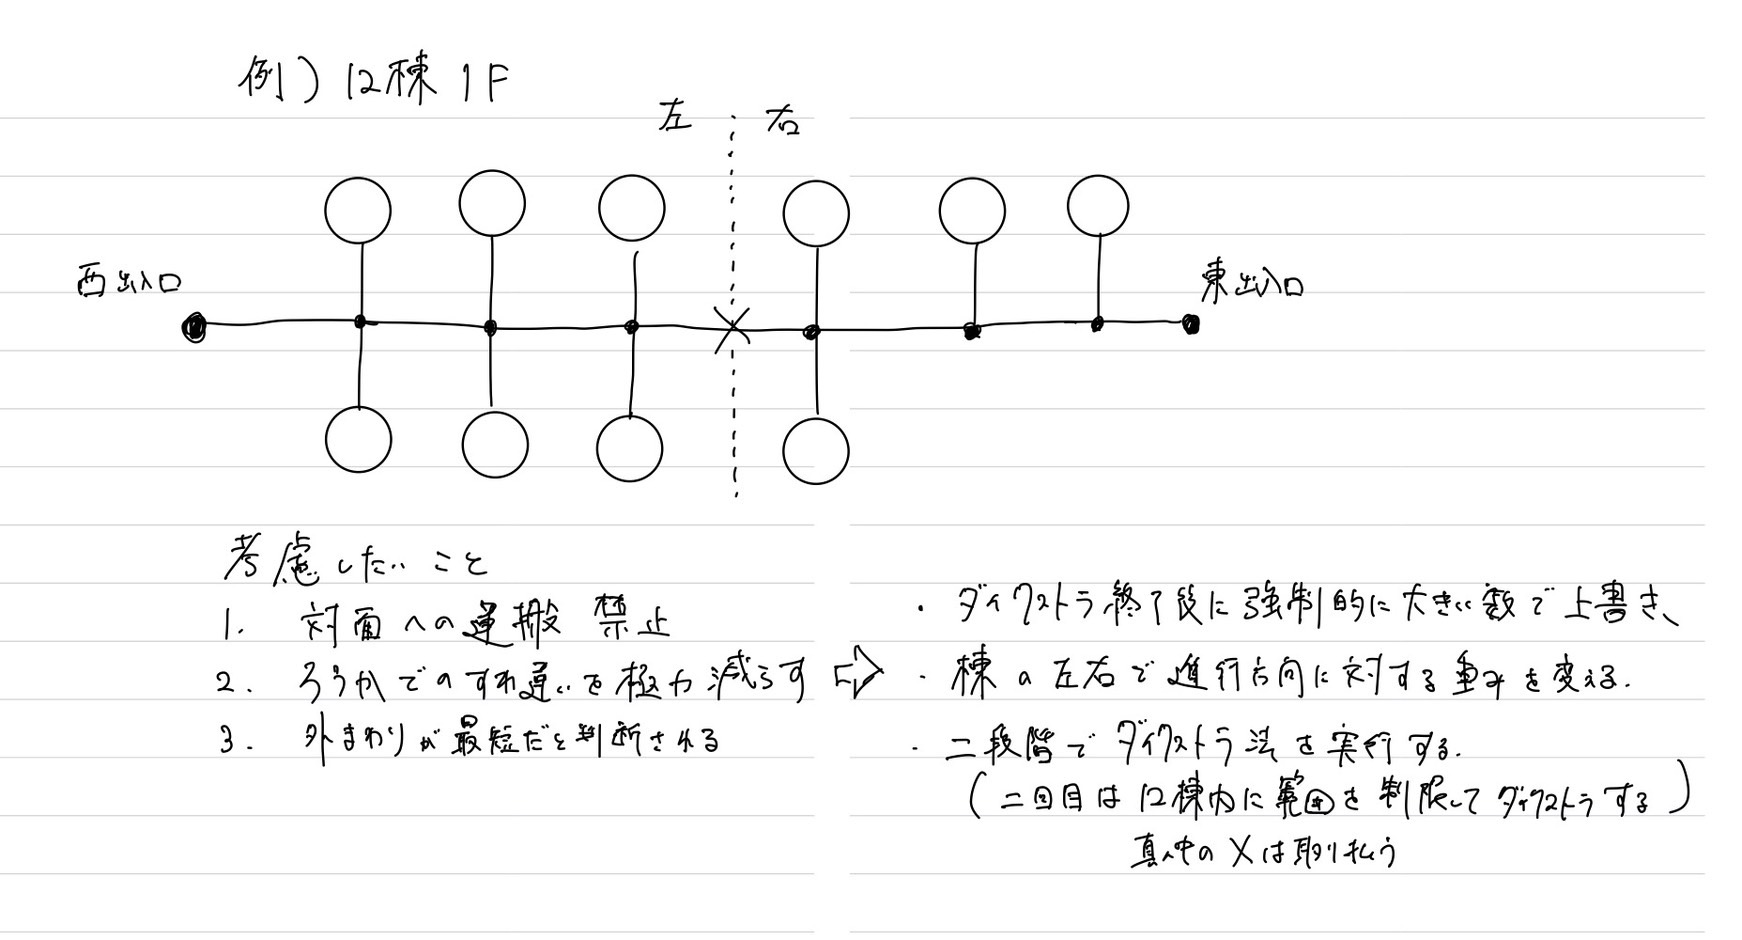 例) 12棟 1F
左 右
西出入口
東出入口
考慮したいこと
1. 対面への運搬 禁止
2. ろうかでのすれ違いを極力減らす
3. 外まわりが最短だと判断される
・ダイクストラ終了後に強制的に大きい数で上書き、
・棟の左右で進行方向に対する重みを変える.
・二段階でダイクストラ法を実行する.
(二回目は12棟内に範囲を制限してダイクストラする)
真ん中のXは取り払う